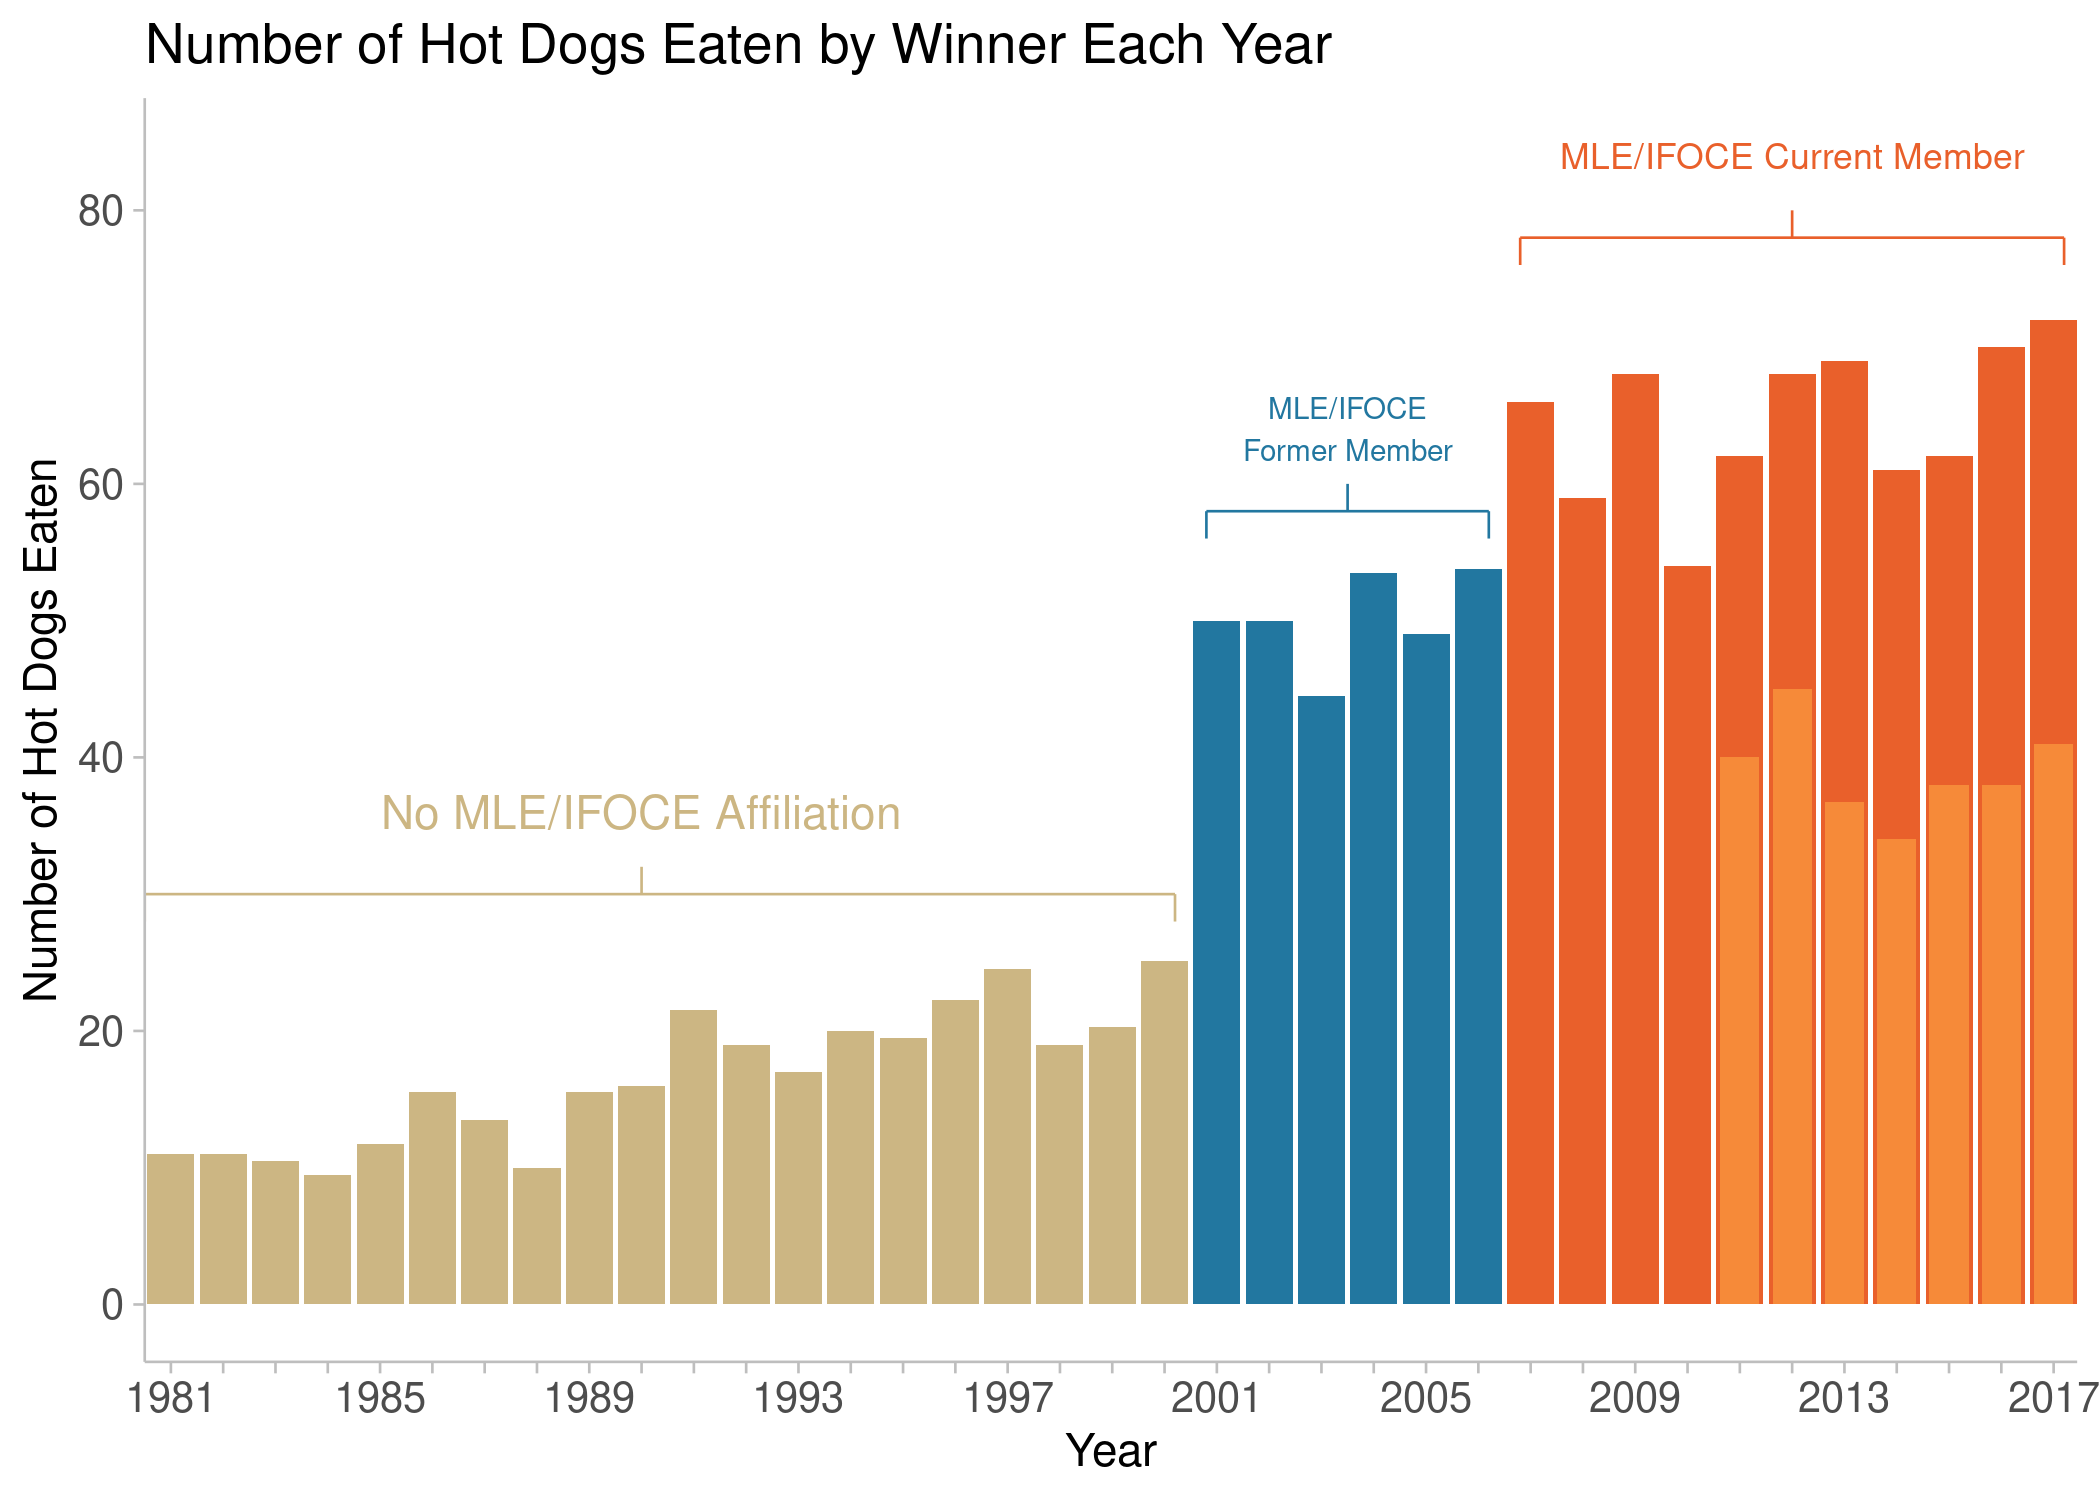 Number of Hot Dogs Eaten by Winner Each Year
MLE/IFOCE Current Member
MLE/IFOCE
Former Member
No MLE/IFOCE Affiliation
Number of Hot Dogs Eaten
80
60
40
20
0
1981 1985 1989 1993 1997 2001 2005 2009 2013 2017
Year